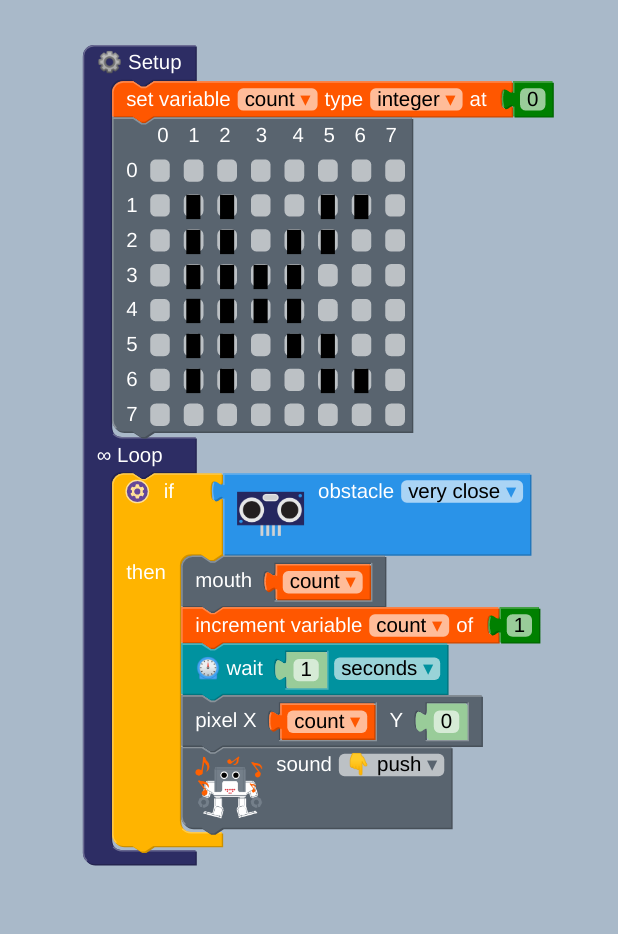 Setup
set variable count ▾ type integer ▾ at 0
0 1 2 3 4 5 6 7
0
1
2
3
4
5
6
7
∞ Loop
if obstacle very close ▾
then
mouth count ▾
increment variable count ▾ of 1
wait 1 seconds ▾
pixel X count ▾ Y 0
sound 👇 push ▾